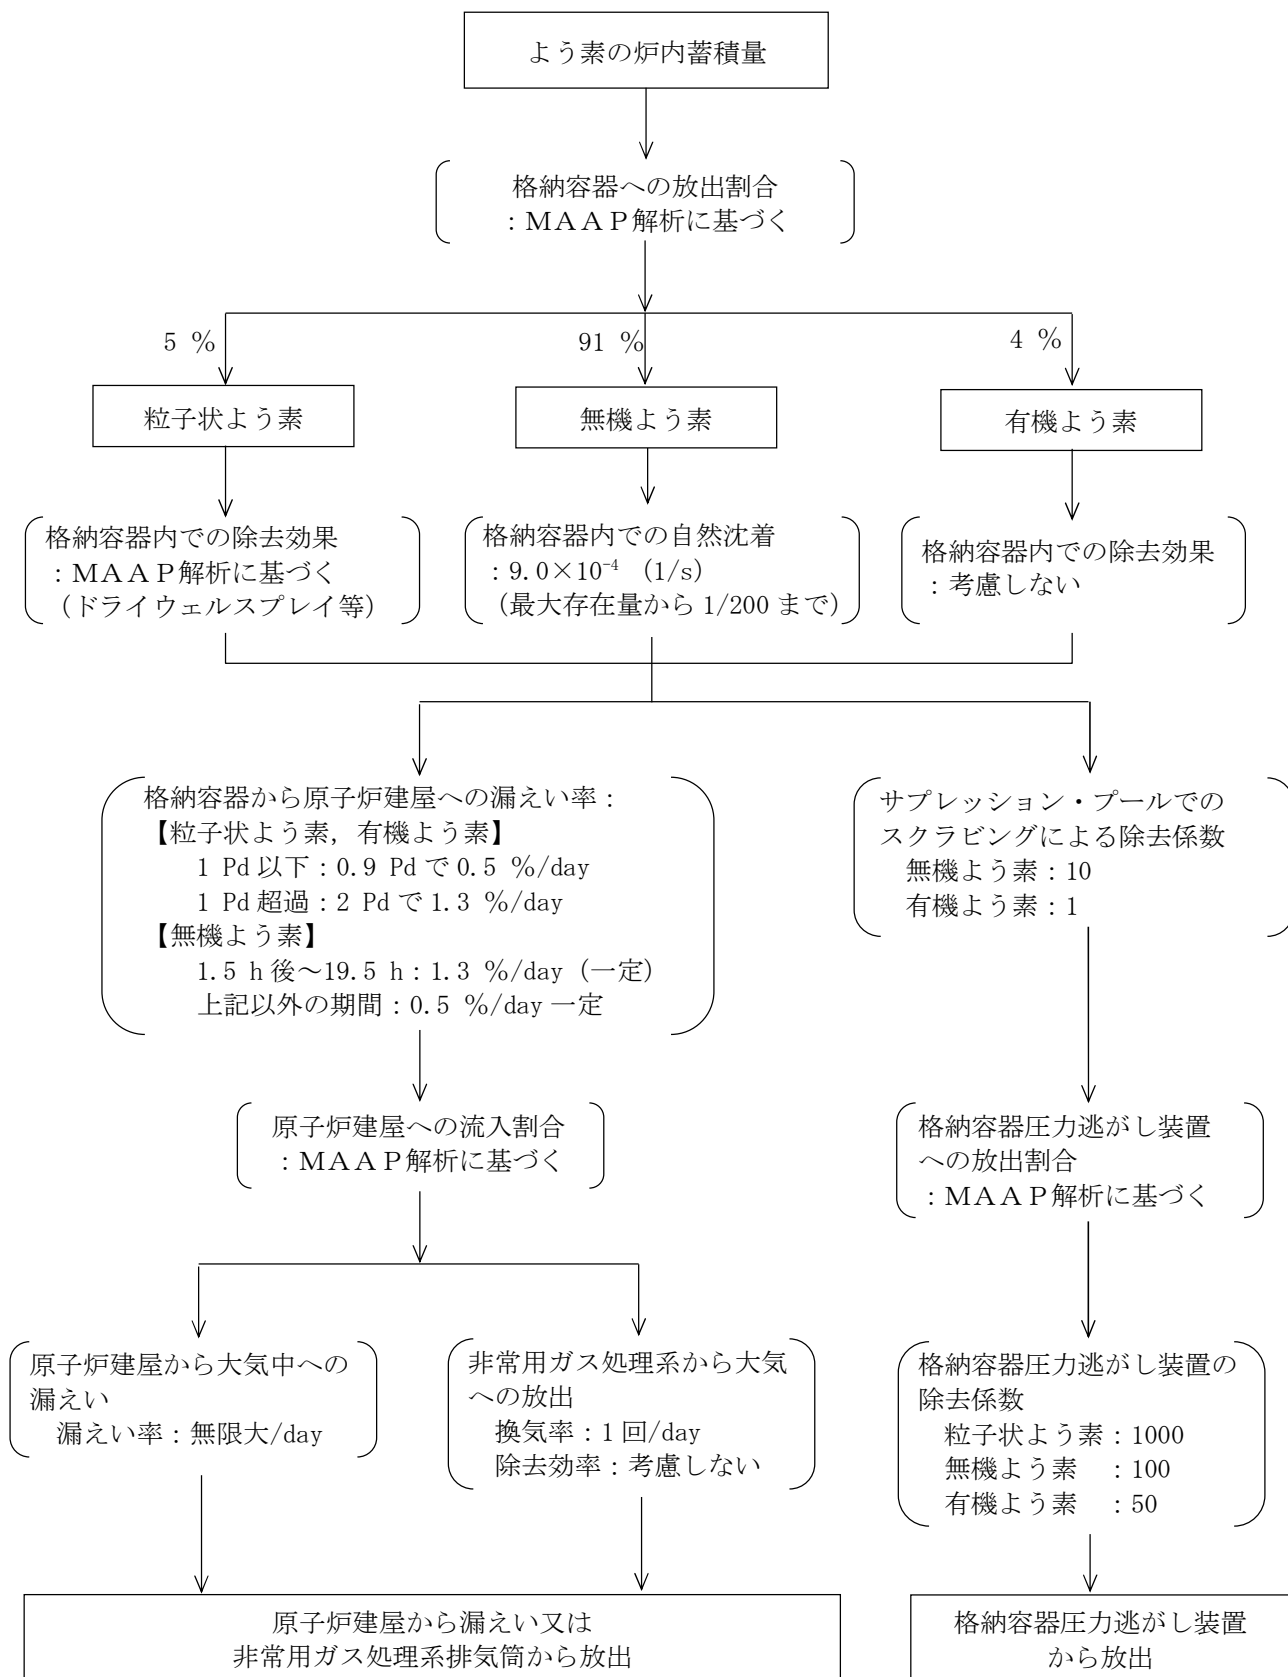 よう素の炉内蓄積量
格納容器への放出割合
：ＭＡＡＰ解析に基づく
5 %
91 %
4 %
粒子状よう素
無機よう素
有機よう素
格納容器内での除去効果
：ＭＡＡＰ解析に基づく
（ドライウェルスプレイ等）
格納容器内での自然沈着
：9.0×10⁻⁴ (1/s)
（最大存在量から 1/200 まで）
格納容器内での除去効果
：考慮しない
格納容器から原子炉建屋への漏えい率：
【粒子状よう素，有機よう素】
1 Pd 以下：0.9 Pd で 0.5 %/day
1 Pd 超過：2 Pd で 1.3 %/day
【無機よう素】
1.5 h 後～19.5 h：1.3 %/day（一定）
上記以外の期間：0.5 %/day 一定
サプレッション・プールでの
スクラビングによる除去係数
無機よう素：10
有機よう素：1
原子炉建屋への流入割合
：ＭＡＡＰ解析に基づく
格納容器圧力逃がし装置
への放出割合
：ＭＡＡＰ解析に基づく
原子炉建屋から大気中への
漏えい
漏えい率：無限大/day
非常用ガス処理系から大気
への放出
換気率：1 回/day
除去効率：考慮しない
格納容器圧力逃がし装置の
除去係数
粒子状よう素：1000
無機よう素　：100
有機よう素　：50
原子炉建屋から漏えい又は
非常用ガス処理系排気筒から放出
格納容器圧力逃がし装置
から放出